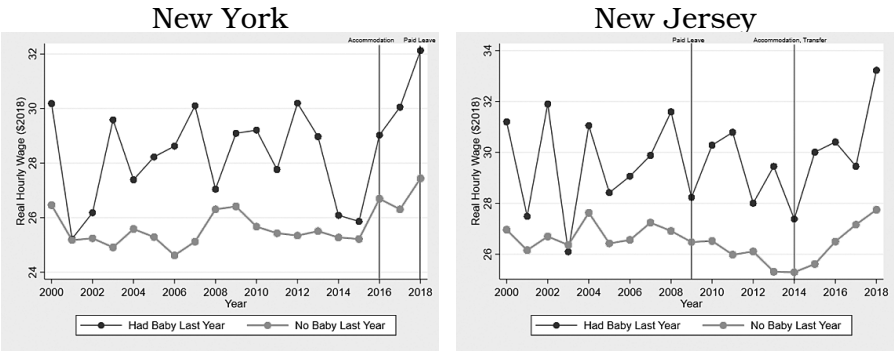 New York
Accommodation
Paid Leave
Real Hourly Wage ($2018)
32
30
28
26
24
2000
2002
2004
2006
2008
2010
2012
2014
2016
2018
Year
Had Baby Last Year
No Baby Last Year
New Jersey
Paid Leave
Accommodation, Transfer
Real Hourly Wage ($2018)
34
32
30
28
26
2000
2002
2004
2006
2008
2010
2012
2014
2016
2018
Year
Had Baby Last Year
No Baby Last Year